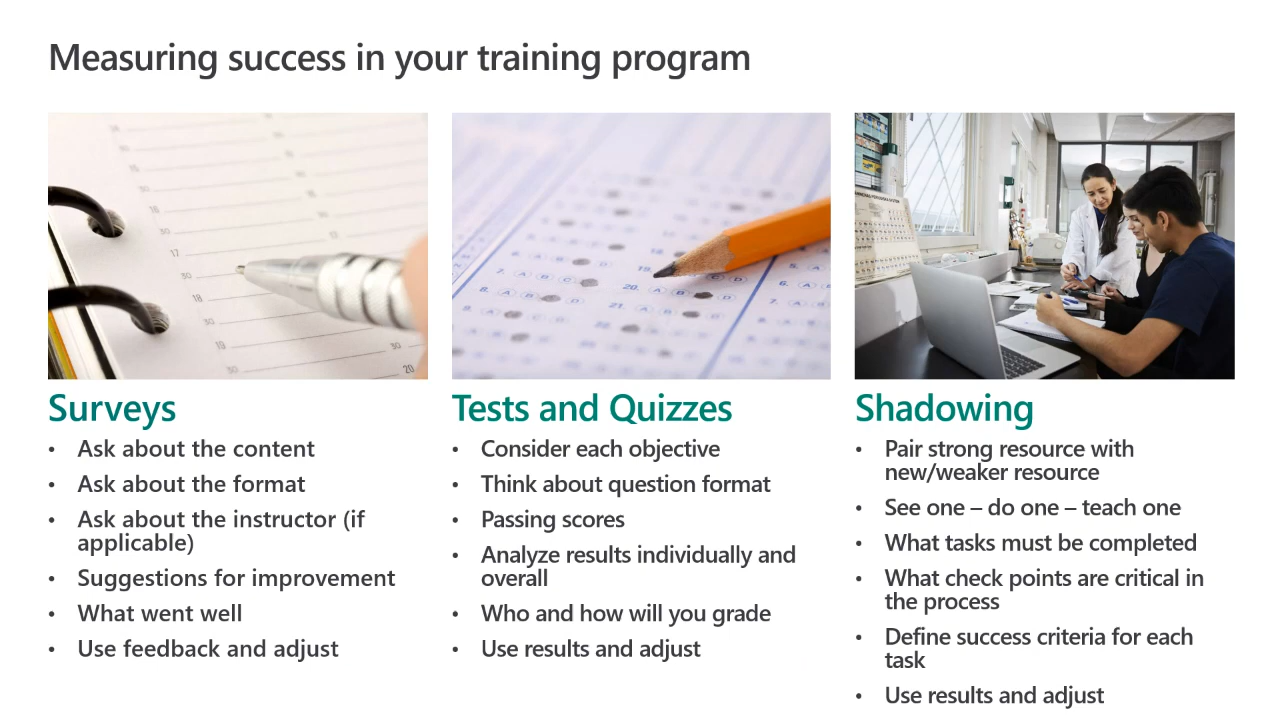 Measuring success in your training program
Surveys
• Ask about the content
• Ask about the format
• Ask about the instructor (if
applicable)
• Suggestions for improvement
• What went well
• Use feedback and adjust
Tests and Quizzes
• Consider each objective
• Think about question format
• Passing scores
• Analyze results individually and
overall
• Who and how will you grade
• Use results and adjust
Shadowing
• Pair strong resource with
new/weaker resource
• See one – do one – teach one
• What tasks must be completed
• What check points are critical in
the process
• Define success criteria for each
task
• Use results and adjust